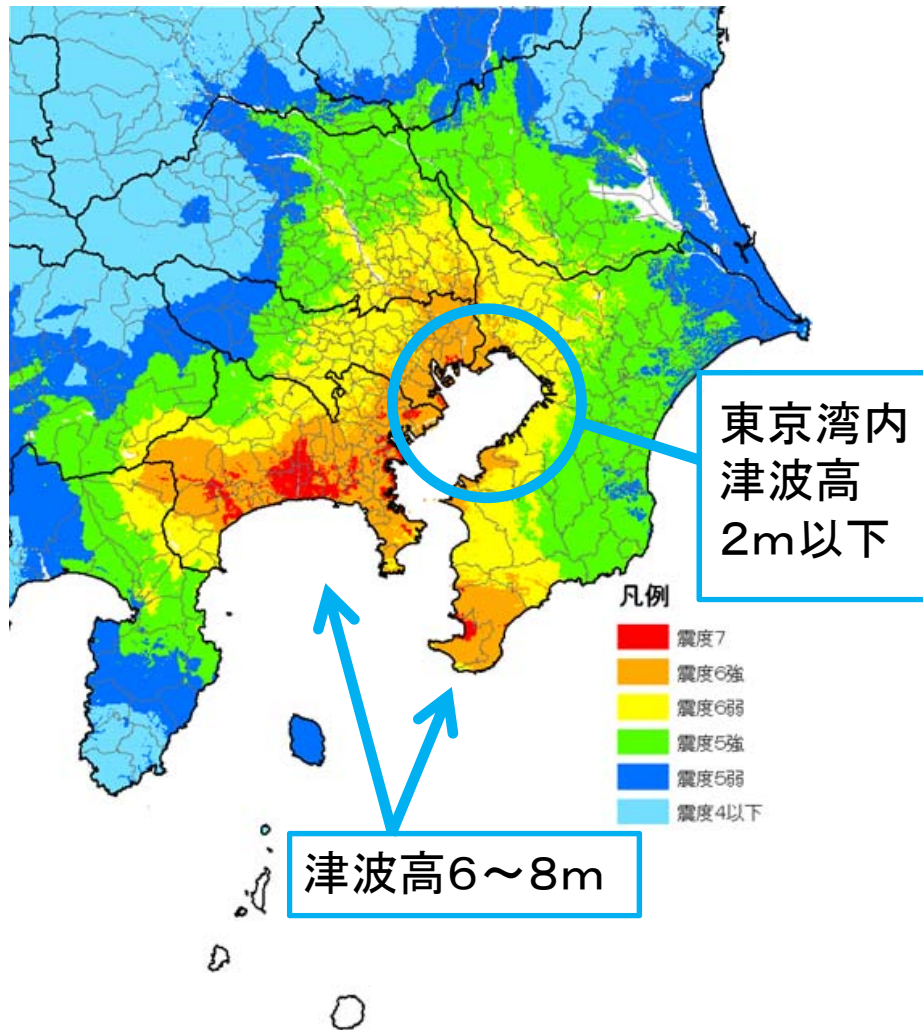 東京湾内
津波高
2m以下
凡例
震度7
震度6強
震度6弱
震度5強
震度5弱
震度4以下
津波高6～8m